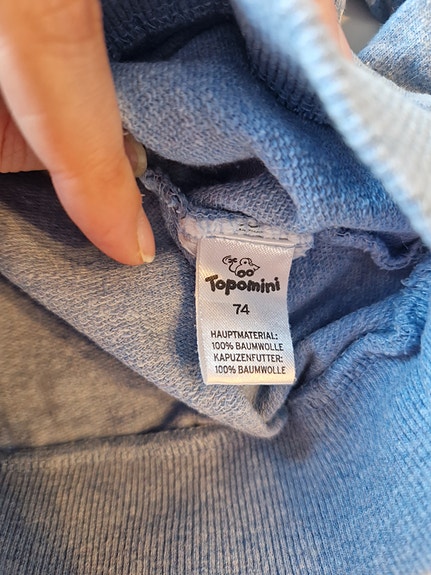 Topomini
74
HAUPTMATERIAL:
100% BAUMWOLLE
KAPUZENFUTTER:
100% BAUMWOLLE